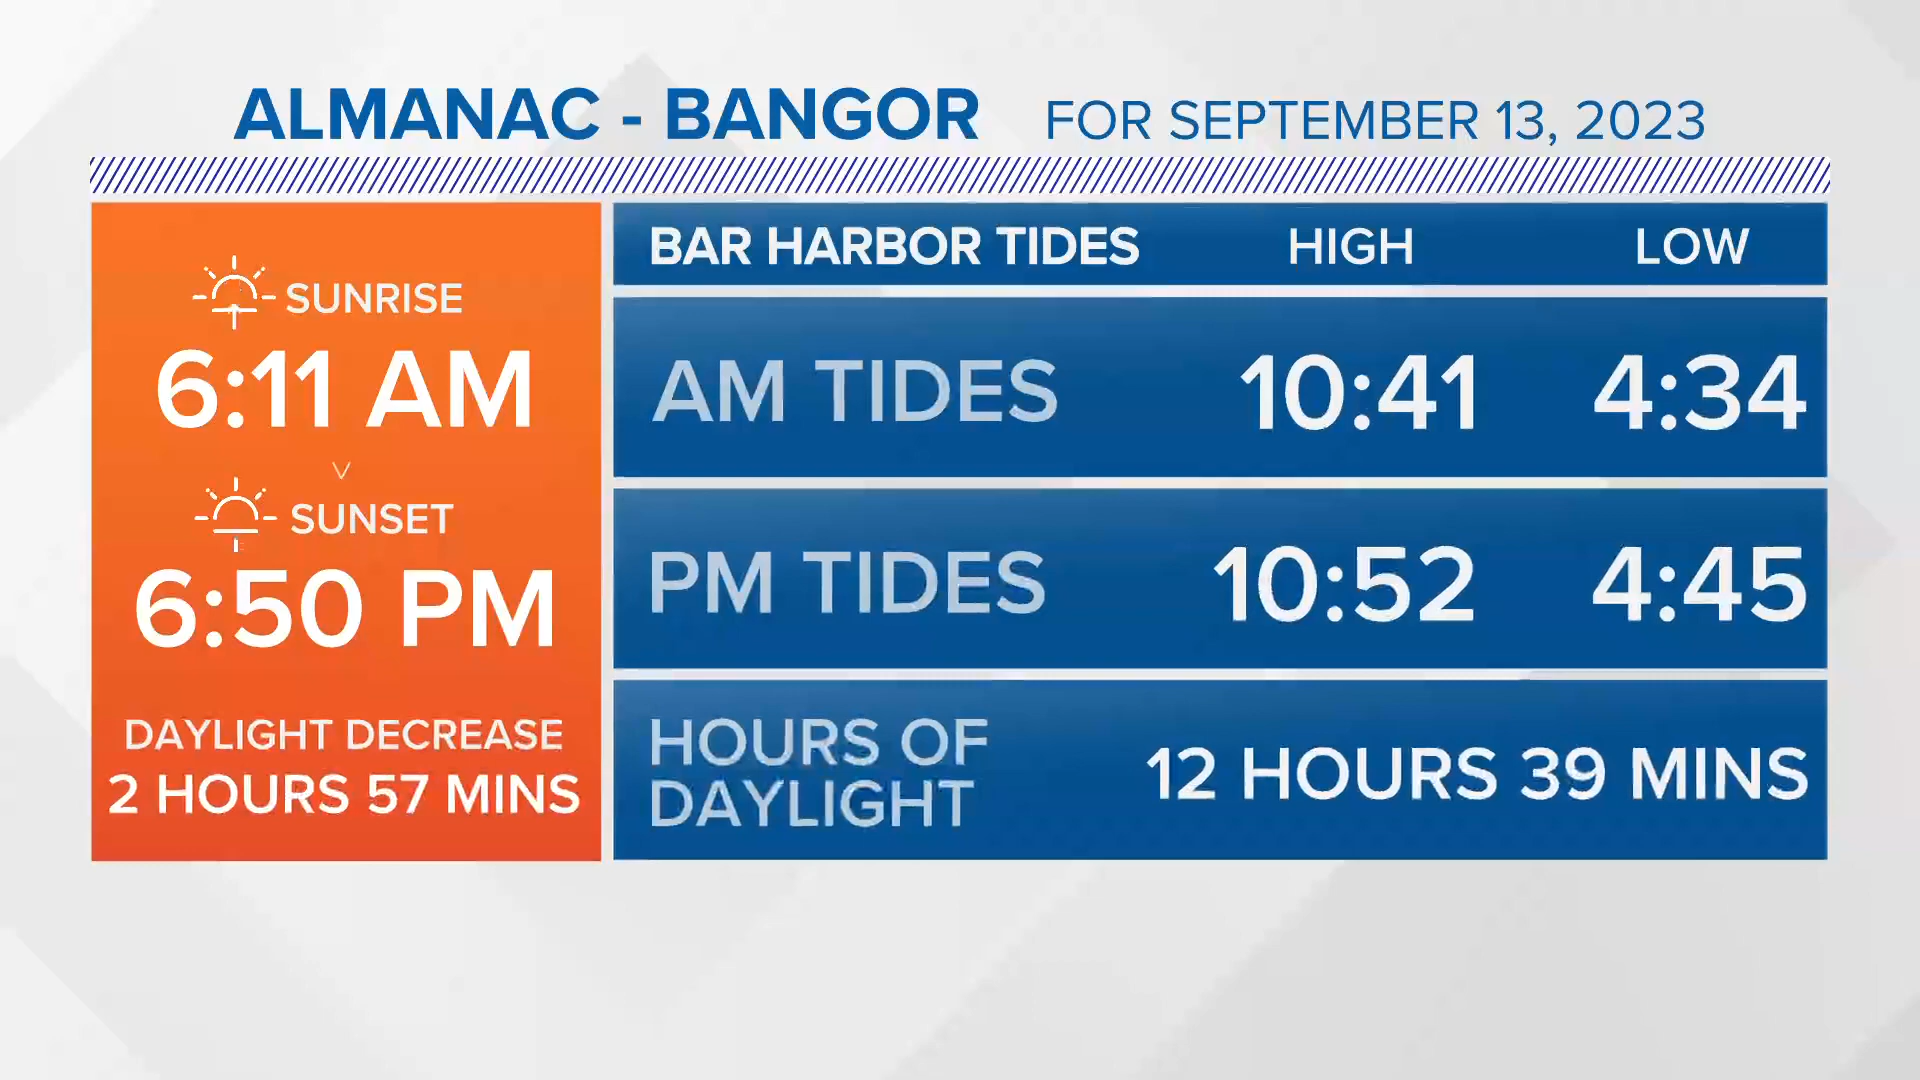 ALMANAC - BANGOR FOR SEPTEMBER 13, 2023
SUNRISE
6:11 AM
SUNSET
6:50 PM
DAYLIGHT DECREASE
2 HOURS 57 MINS
BAR HARBOR TIDES HIGH LOW
AM TIDES 10:41 4:34
PM TIDES 10:52 4:45
HOURS OF
DAYLIGHT
12 HOURS 39 MINS